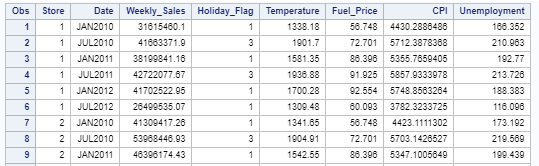 Obs Store Date Weekly_Sales Holiday_Flag Temperature Fuel_Price CPI Unemployment
1 1 JAN2010 31615460.1 1 1338.18 56.748 4430.2886486 166.352
2 1 JUL2010 41663371.9 3 1901.7 72.701 5712.3878368 210.963
3 1 JAN2011 38199841.16 1 1581.35 86.396 5355.7659405 192.77
4 1 JUL2011 42722077.67 3 1936.88 91.925 5857.9333978 213.726
5 1 JAN2012 41702522.95 1 1700.28 92.554 5748.8563264 188.383
6 1 JUL2012 26499535.07 1 1309.48 60.093 3782.3233725 116.096
7 2 JAN2010 41309417.26 1 1341.65 56.748 4423.1111302 173.192
8 2 JUL2010 53968446.93 3 1904.91 72.701 5703.1426527 219.569
9 2 JAN2011 46396174.43 1 1542.55 86.396 5347.1005649 199.439